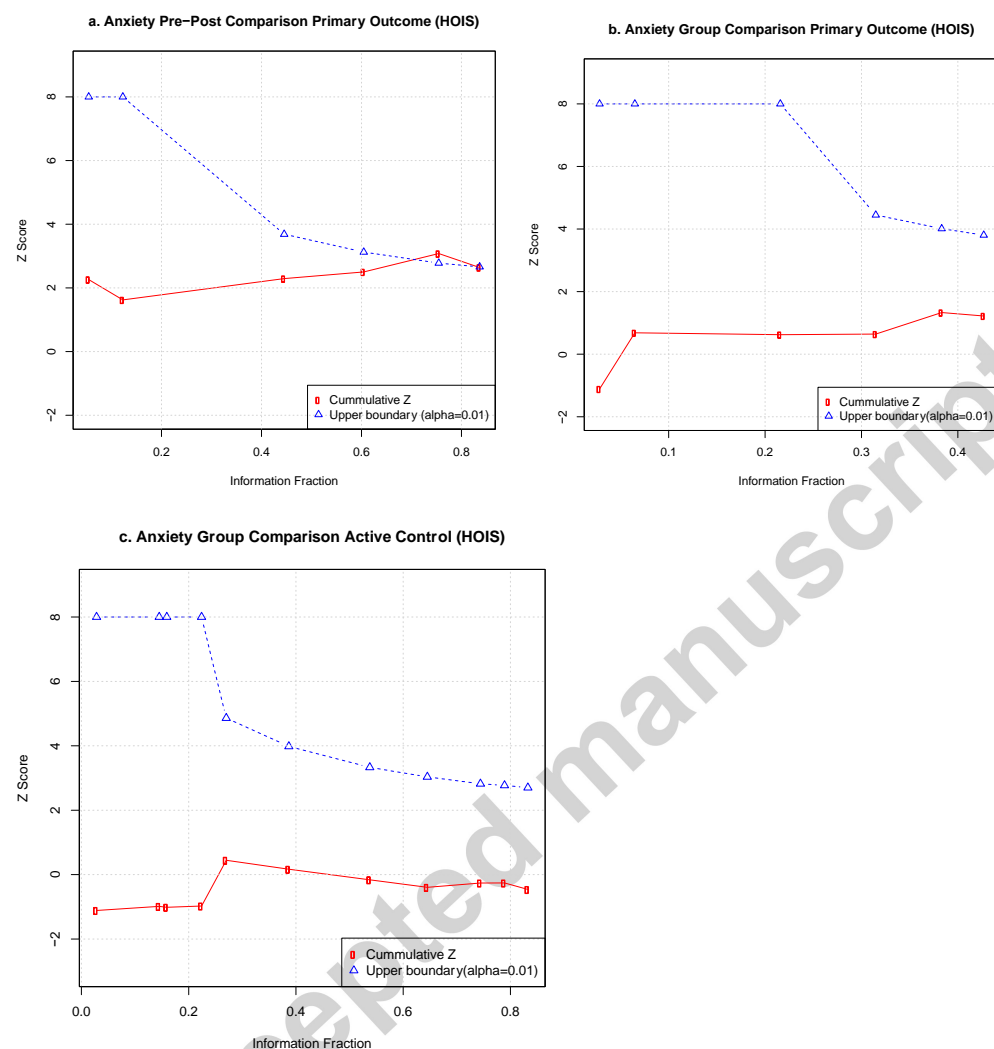 a. Anxiety Pre−Post Comparison Primary Outcome (HOIS)
Z Score
8
6
4
2
0
−2
Cummulative Z
Upper boundary (alpha=0.01)
0.2 0.4 0.6 0.8
Information Fraction
b. Anxiety Group Comparison Primary Outcome (HOIS)
Z Score
8
6
4
2
0
−2
Cummulative Z
Upper boundary(alpha=0.01)
0.1 0.2 0.3 0.4
Information Fraction
c. Anxiety Group Comparison Active Control (HOIS)
Z Score
8
6
4
2
0
−2
Cummulative Z
Upper boundary(alpha=0.01)
0.0 0.2 0.4 0.6 0.8
Information Fraction
cepted manuscript